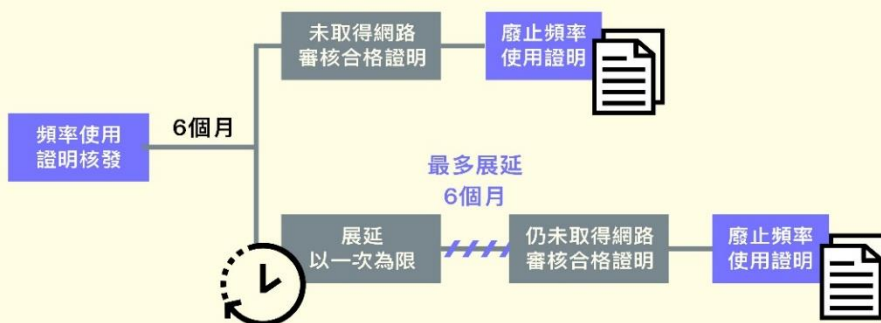 頻率使用
證明核發
6個月
未取得網路
審核合格證明
廢止頻率
使用證明
展延
以一次為限
最多展延
6個月
仍未取得網路
審核合格證明
廢止頻率
使用證明